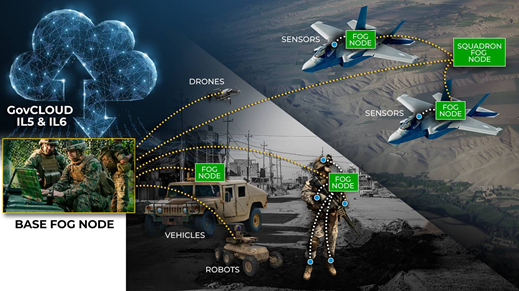 GovCLOUD
IL5 & IL6
BASE FOG NODE
DRONES
FOG
NODE
VEHICLES
ROBOTS
FOG
NODE
SENSORS
FOG
NODE
SQUADRON
FOG
NODE
SENSORS
FOG
NODE